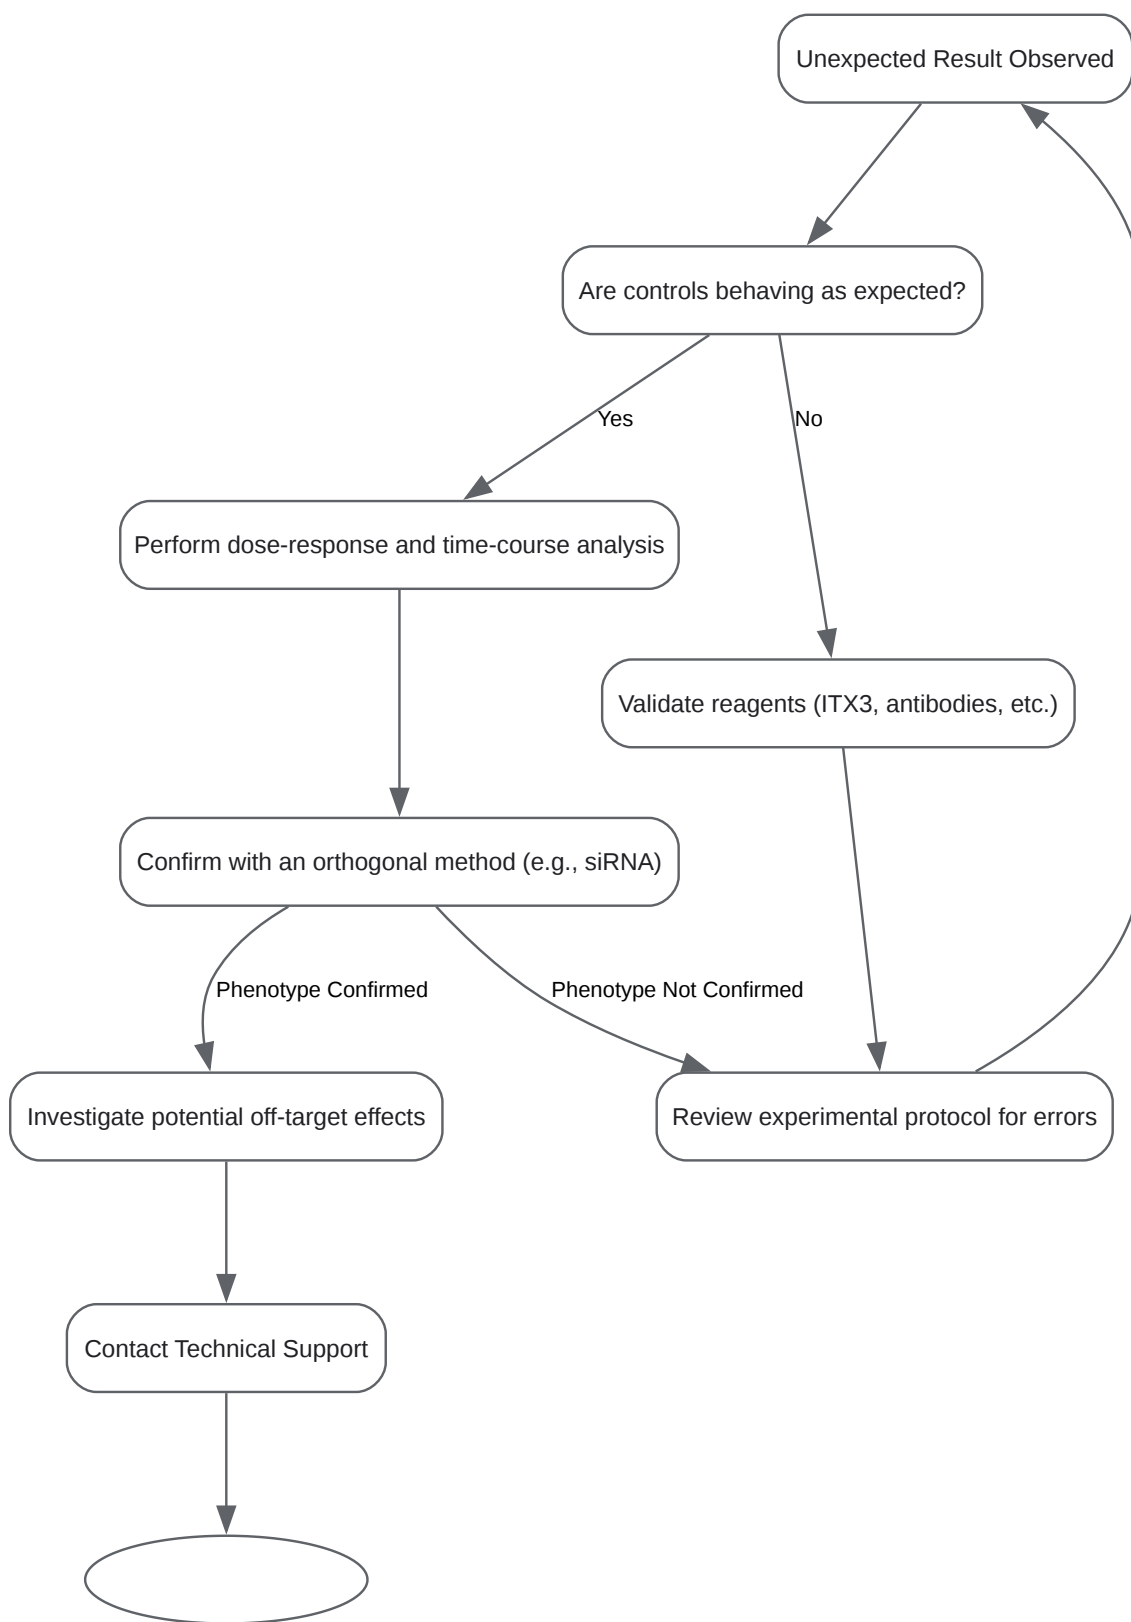 Unexpected Result Observed
Are controls behaving as expected?
Yes
No
Perform dose-response and time-course analysis
Validate reagents (ITX3, antibodies, etc.)
Confirm with an orthogonal method (e.g., siRNA)
Phenotype Confirmed
Phenotype Not Confirmed
Investigate potential off-target effects
Review experimental protocol for errors
Contact Technical Support